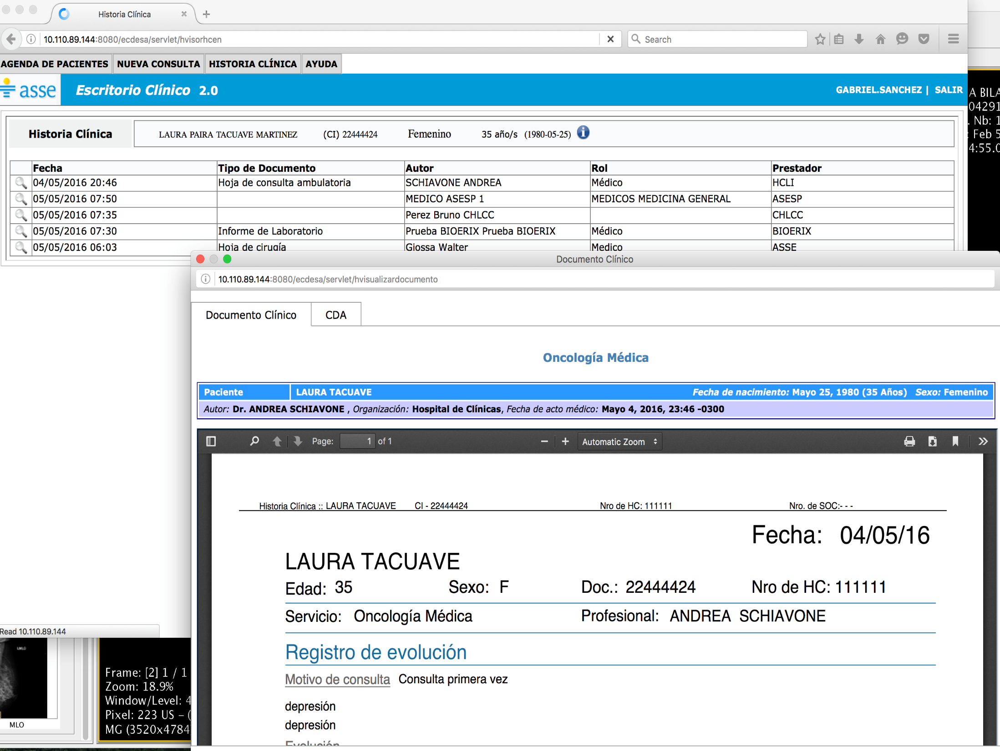 Historia Clínica
10.110.89.144:8080/ecdesa/servlet/hvisorhcen
Search
AGENDA DE PACIENTES NUEVA CONSULTA HISTORIA CLÍNICA AYUDA
asse Escritorio Clínico 2.0 GABRIEL.SANCHEZ | SALIR
A BILA
04291
. Nb: 1
: Feb 5
4:55.0
Historia Clínica LAURA PAIRA TACUAVE MARTINEZ (CI) 22444424 Femenino 35 año/s (1980-05-25)
Fecha Tipo de Documento Autor Rol Prestador
04/05/2016 20:46 Hoja de consulta ambulatoria SCHIAVONE ANDREA Médico HCLI
05/05/2016 07:50 MEDICO ASESP 1 MEDICOS MEDICINA GENERAL ASESP
05/05/2016 07:35 Perez Bruno CHLCC CHLCC
05/05/2016 07:30 Informe de Laboratorio Prueba BIOERIX Prueba BIOERIX Médico BIOERIX
05/05/2016 06:03 Hoja de cirugía Giossa Walter Medico ASSE
Documento Clínico
10.110.89.144:8080/ecdesa/servlet/hvisualizardocumento
Documento Clínico CDA
Oncología Médica
Paciente LAURA TACUAVE Fecha de nacimiento: Mayo 25, 1980 (35 Años) Sexo: Femenino
Autor: Dr. ANDREA SCHIAVONE , Organización: Hospital de Clínicas, Fecha de acto médico: Mayo 4, 2016, 23:46 -0300
Page: 1 of 1 Automatic Zoom
Historia Clínica :: LAURA TACUAVE CI - 22444424 Nro de HC: 111111 Nro. de SOC:- - -
Fecha: 04/05/16
LAURA TACUAVE
Edad: 35 Sexo: F Doc.: 22444424 Nro de HC: 111111
Servicio: Oncología Médica Profesional: ANDREA SCHIAVONE
Registro de evolución
Motivo de consulta Consulta primera vez
depresión
depresión
Evolución
Read 10.110.89.144
LMLO
MLO
Frame: [2] 1 / 1
Zoom: 18.9%
Window/Level: 4
Pixel: 223 US – (
MG (3520x4784